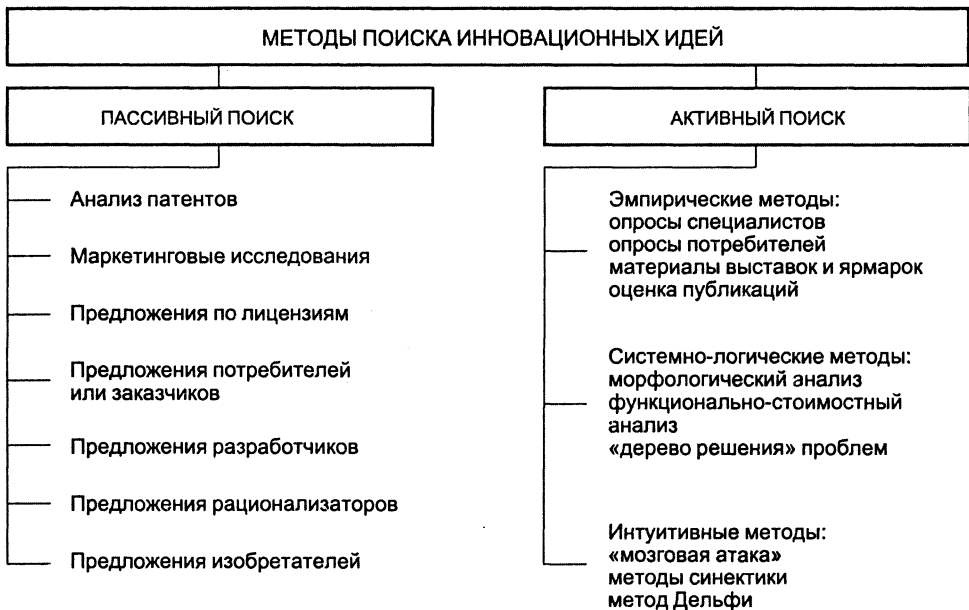 МЕТОДЫ ПОИСКА ИННОВАЦИОННЫХ ИДЕЙ
ПАССИВНЫЙ ПОИСК
Анализ патентов
Маркетинговые исследования
Предложения по лицензиям
Предложения потребителей
или заказчиков
Предложения разработчиков
Предложения рационализаторов
Предложения изобретателей
АКТИВНЫЙ ПОИСК
Эмпирические методы:
опросы специалистов
опросы потребителей
материалы выставок и ярмарок
оценка публикаций
Системно-логические методы:
морфологический анализ
функционально-стоимостный
анализ
«дерево решения» проблем
Интуитивные методы:
«мозговая атака»
методы синектики
метод Дельфи